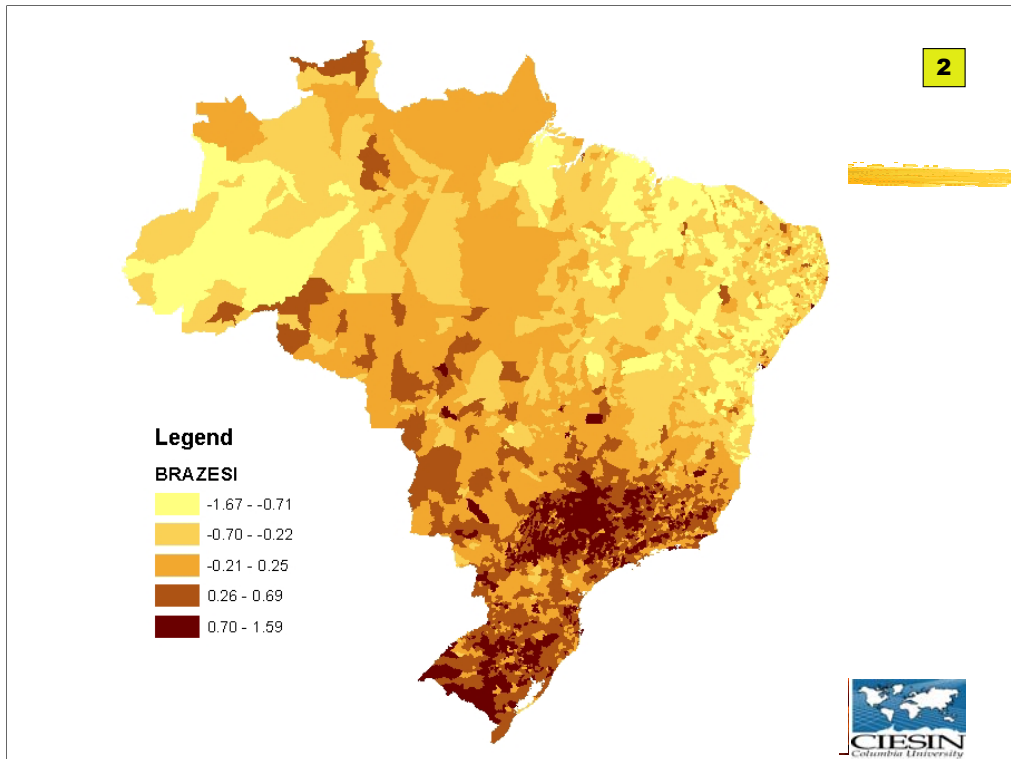 2
Legend
BRAZESI
-1.67 - -0.71
-0.70 - -0.22
-0.21 - 0.25
0.26 - 0.69
0.70 - 1.59
CIESIN
Columbia University